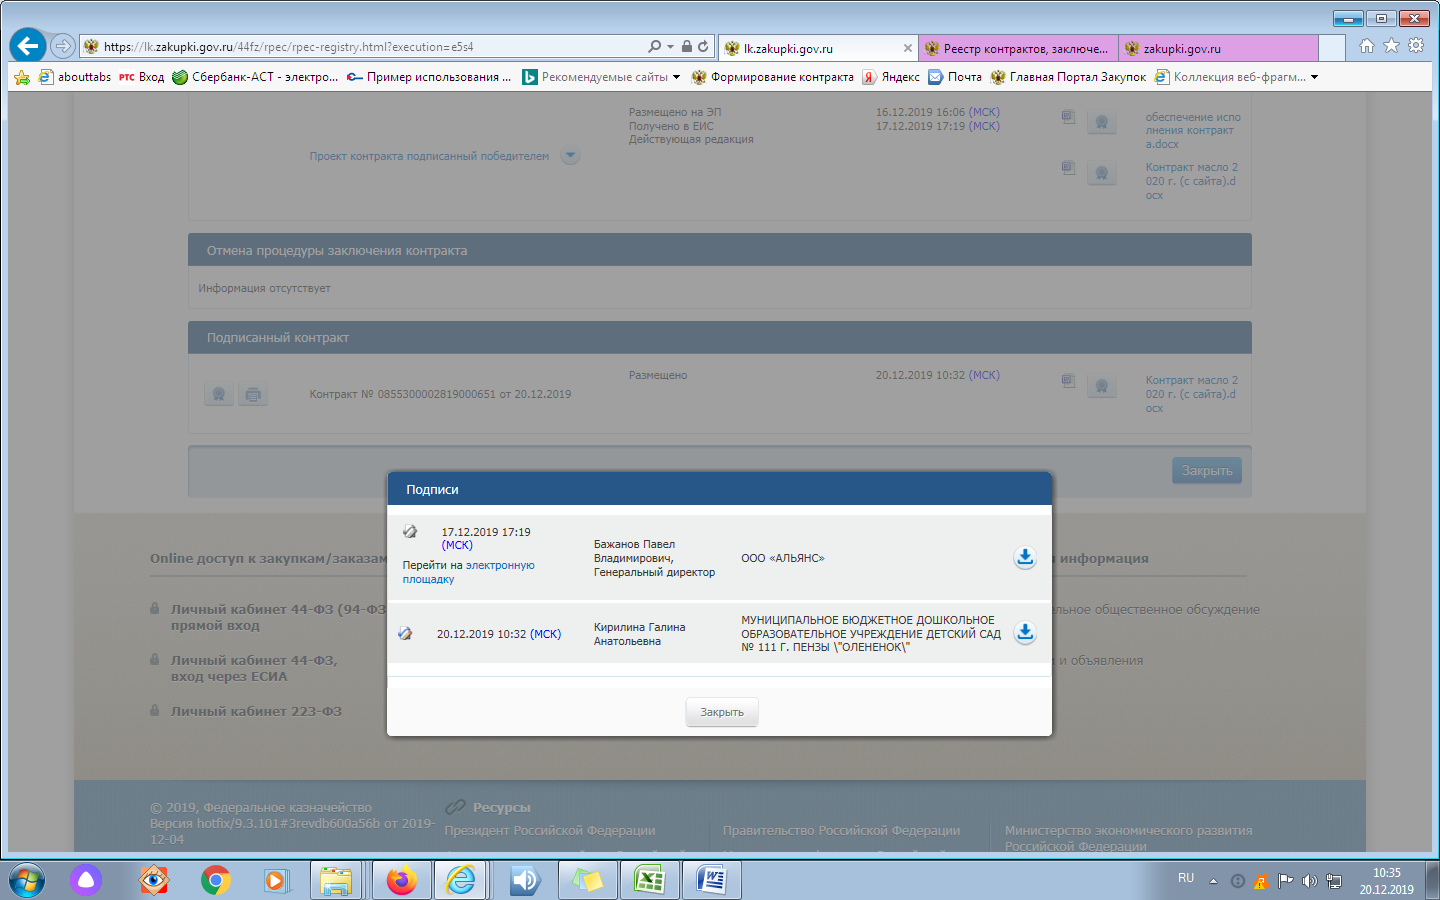 https://lk.zakupki.gov.ru/44fz/rpec/rpec-registry.html?execution=e5s4
lk.zakupki.gov.ru
Реестр контрактов, заключе...
zakupki.gov.ru
abouttabs
РТС Вход
Сбербанк-АСТ - электро...
Пример использования ...
Рекомендуемые сайты
Формирование контракта
Яндекс
Почта
Главная Портал Закупок
Коллекция веб-фрагм...
Размещено на ЭП 16.12.2019 16:06 (МСК)
Получено в ЕИС 17.12.2019 17:19 (МСК)
Действующая редакция
Проект контракта подписанный победителем
обеспечение испо
лнения контракт
а.docx
Контракт масло 2
020 г. (с сайта).d
ocx
Отмена процедуры заключения контракта
Информация отсутствует
Подписанный контракт
Контракт № 0855300002819000651 от 20.12.2019
Размещено 20.12.2019 10:32 (МСК)
Контракт масло 2
020 г. (с сайта).d
ocx
Закрыть
Подписи
17.12.2019 17:19
(МСК)
Перейти на электронную
площадку
Бажанов Павел
Владимирович,
Генеральный директор
ООО «АЛЬЯНС»
20.12.2019 10:32 (МСК)
Кирилина Галина
Анатольевна
МУНИЦИПАЛЬНОЕ БЮДЖЕТНОЕ ДОШКОЛЬНОЕ
ОБРАЗОВАТЕЛЬНОЕ УЧРЕЖДЕНИЕ ДЕТСКИЙ САД
№ 111 Г. ПЕНЗЫ \"ОЛЕНЕНОК\"
Закрыть
Online доступ к закупкам/заказам
Личный кабинет 44-ФЗ (94-ФЗ
прямой вход
Личный кабинет 44-ФЗ,
вход через ЕСИА
Личный кабинет 223-ФЗ
информация
ельное общественное обсуждение
и и объявления
© 2019, Федеральное казначейство
Версия hotfix/9.3.101#3revdb600a56b от 2019-
12-04
Ресурсы
Президент Российской Федерации
Правительство Российской Федерации
Министерство экономического развития
Российской Федерации
RU
10:35
20.12.2019